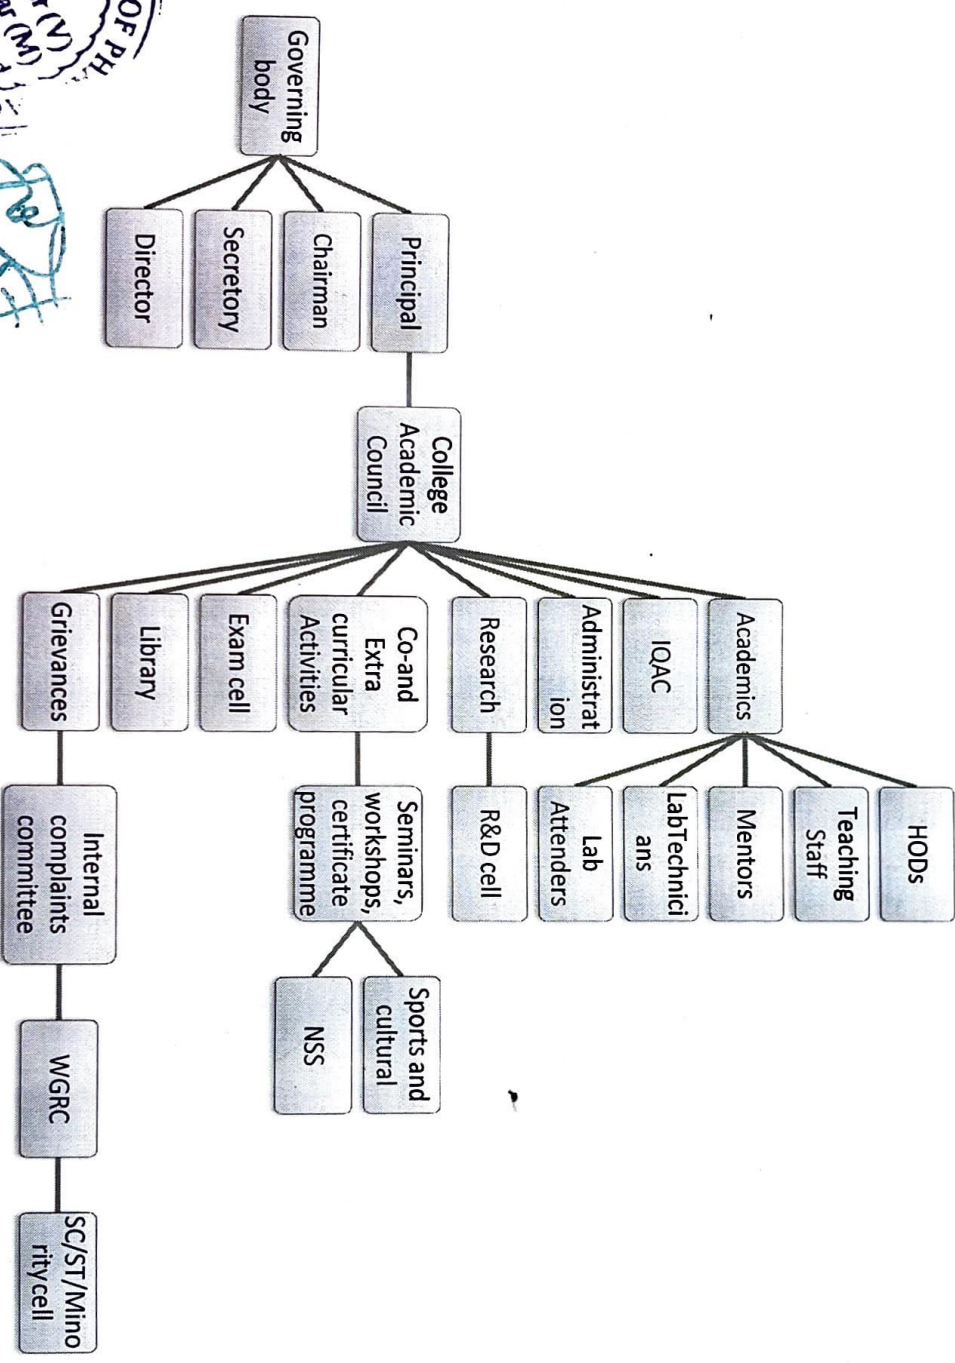 OF PHA
Governing
body
Principal
Chairman
Secretory
Director
College
Academic
Council
Academics
IQAC
Administrat
ion
Research
Co-and
Extra
curricular
Activities
Exam cell
Library
Grievances
HODs
Teaching
Staff
Mentors
LabTechnici
ans
Lab
Attenders
R&D cell
Seminars,
workshops,
certificate
programme
Internal
complaints
committee
Sports and
cultural
NSS
WGRC
SC/ST/Mino
rity cell